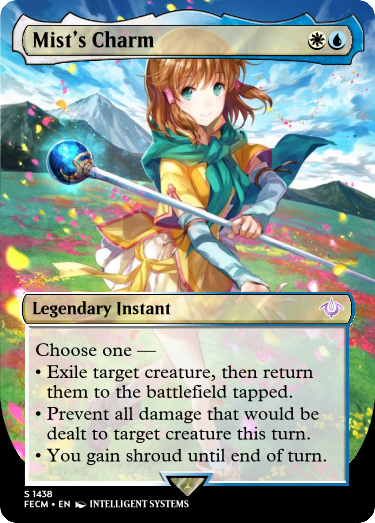 Mist's Charm
Legendary Instant
Choose one —
• Exile target creature, then return
them to the battlefield tapped.
• Prevent all damage that would be
dealt to target creature this turn.
• You gain shroud until end of turn.
S 1438
FECM • EN INTELLIGENT SYSTEMS